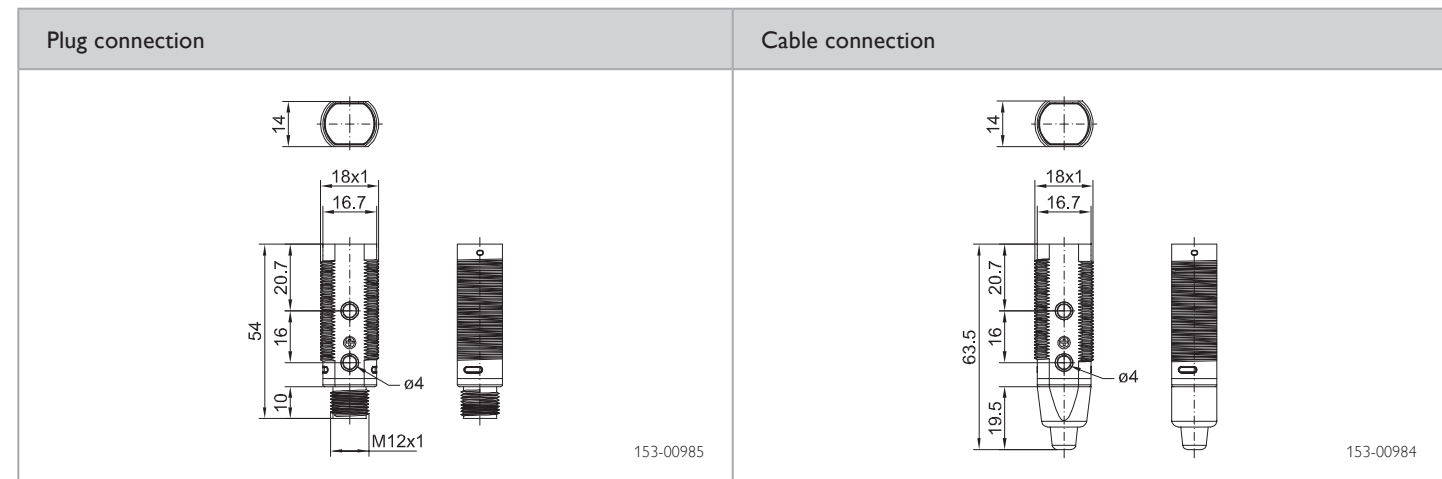 Plug connection
14
18x1
16.7
20.7
54
16
ø4
10
M12x1
153-00985
Cable connection
14
18x1
16.7
20.7
63.5
16
ø4
19.5
153-00984